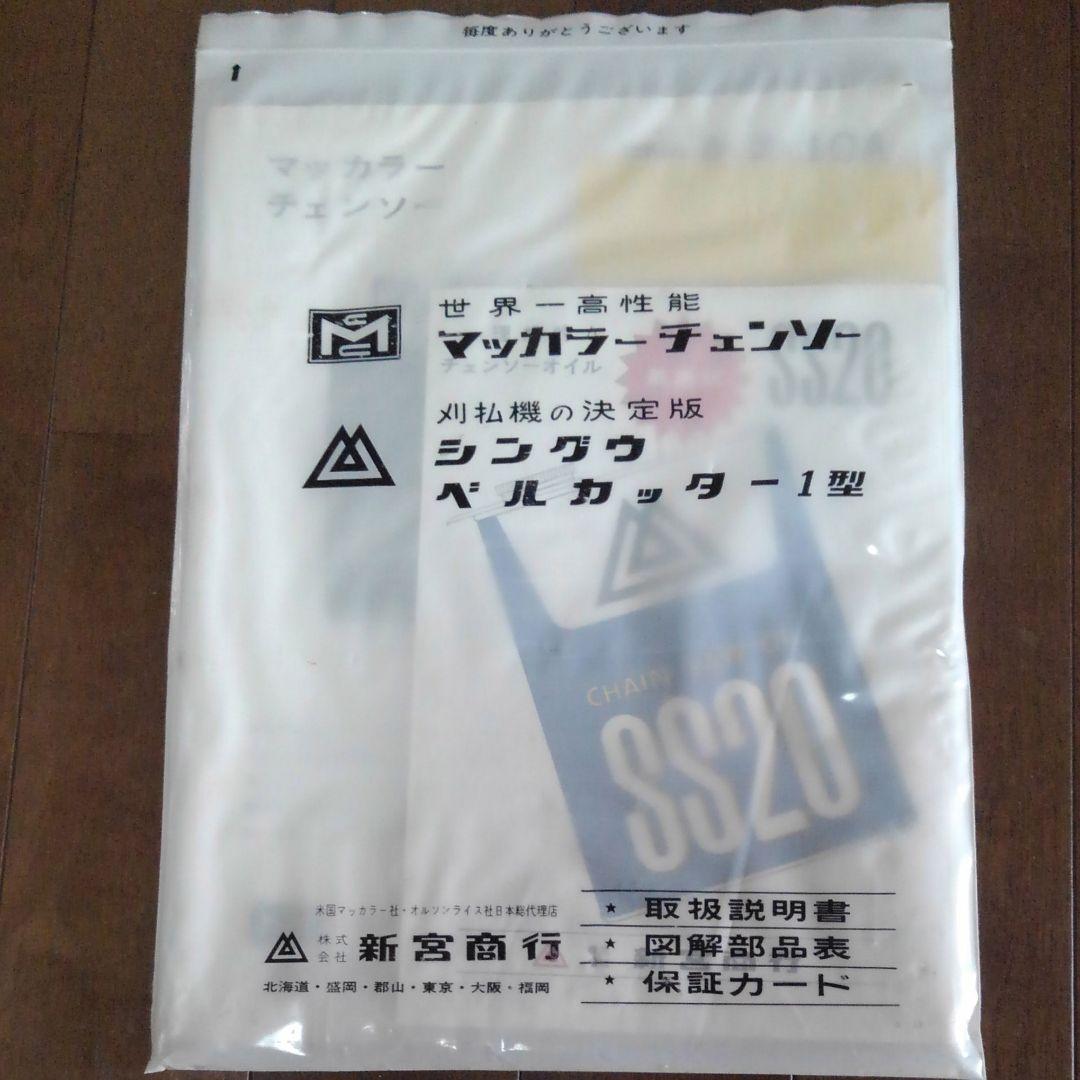 毎度ありがとうございます
マッカラー
チェンソー
世界一高性能
マッカラーチェンソー
チェンソーオイル
SS20
刈払機の決定版
シングウ
ベルカッター1型
CHAIN
SS20
米国マッカラー社・オルソンライス社日本総代理店
株式会社 新宮商行
北海道・盛岡・郡山・東京・大阪・福岡
★ 取扱説明書
★ 図解部品表
★ 保証カード